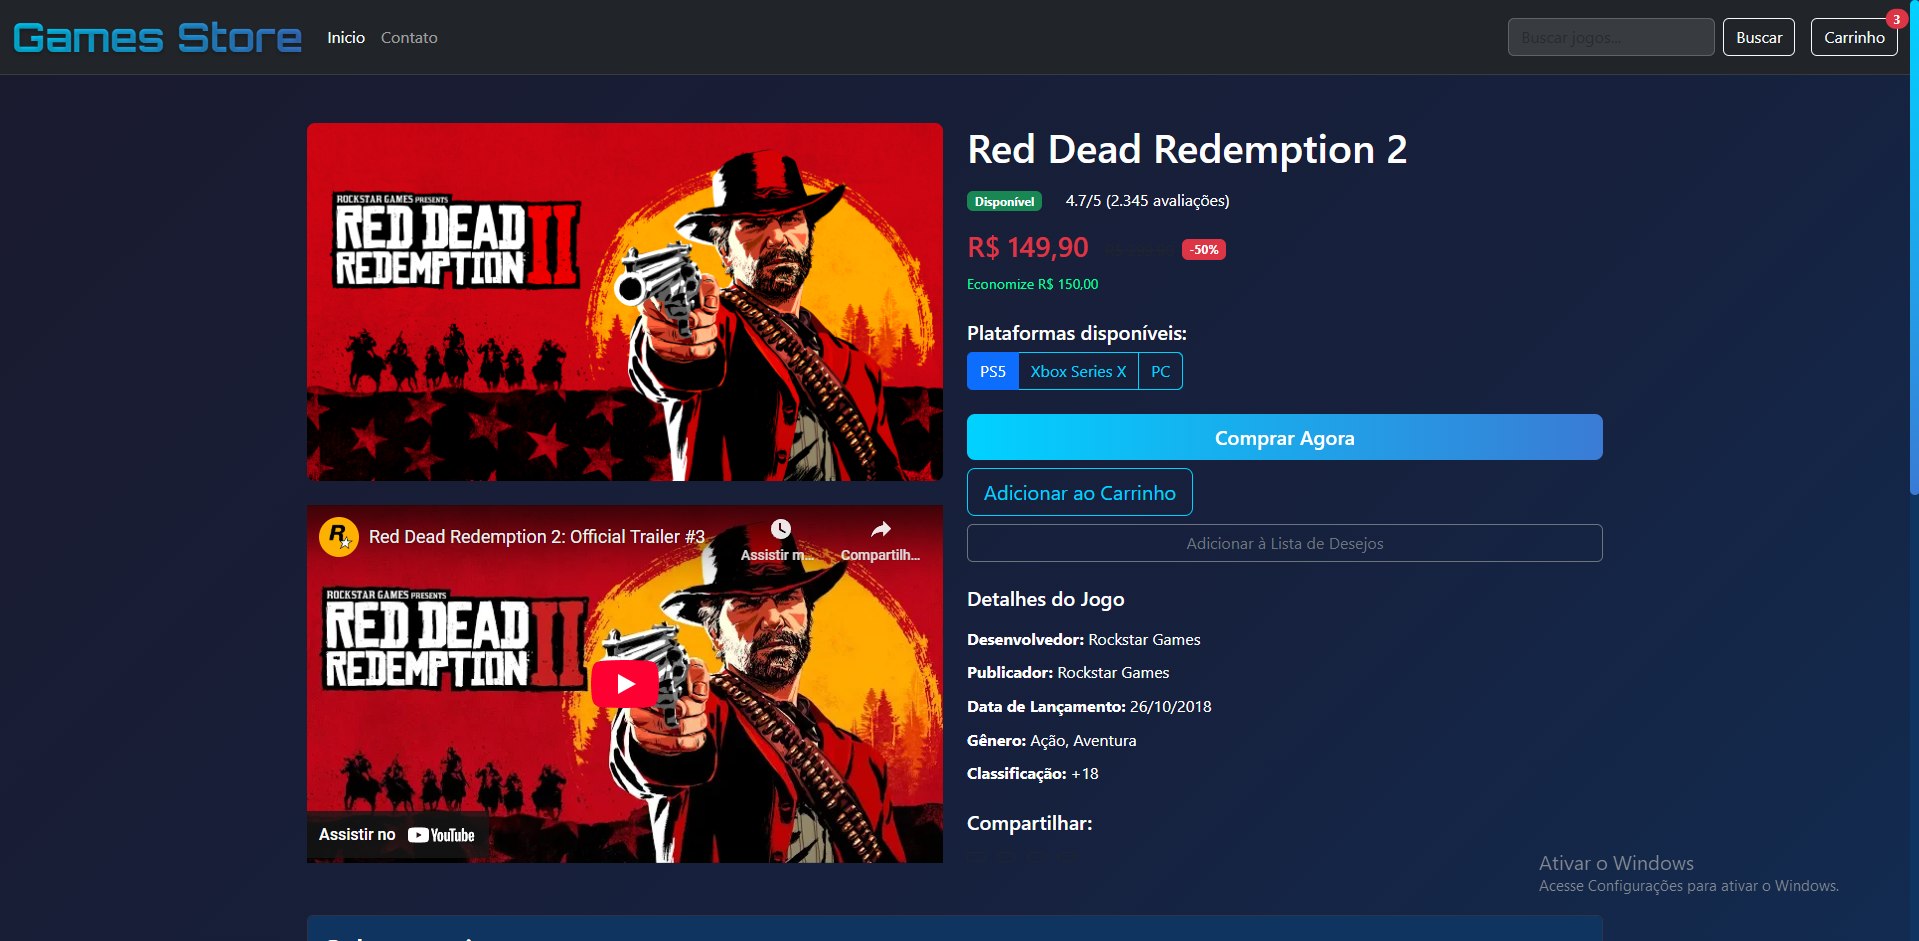 Games Store
Inicio
Contato
Buscar jogos...
Buscar
Carrinho
3
ROCKSTAR GAMES PRESENTS
RED DEAD
REDEMPTION II
Red Dead Redemption 2: Official Trailer #3
Assistir m...
Compartilh...
ROCKSTAR GAMES PRESENTS
RED DEAD
REDEMPTION II
Assistir no YouTube
Red Dead Redemption 2
Disponível
4.7/5 (2.345 avaliações)
R$ 149,90
-50%
Economize R$ 150,00
Plataformas disponíveis:
PS5
Xbox Series X
PC
Comprar Agora
Adicionar ao Carrinho
Adicionar à Lista de Desejos
Detalhes do Jogo
Desenvolvedor: Rockstar Games
Publicador: Rockstar Games
Data de Lançamento: 26/10/2018
Gênero: Ação, Aventura
Classificação: +18
Compartilhar:
Ativar o Windows
Acesse Configurações para ativar o Windows.